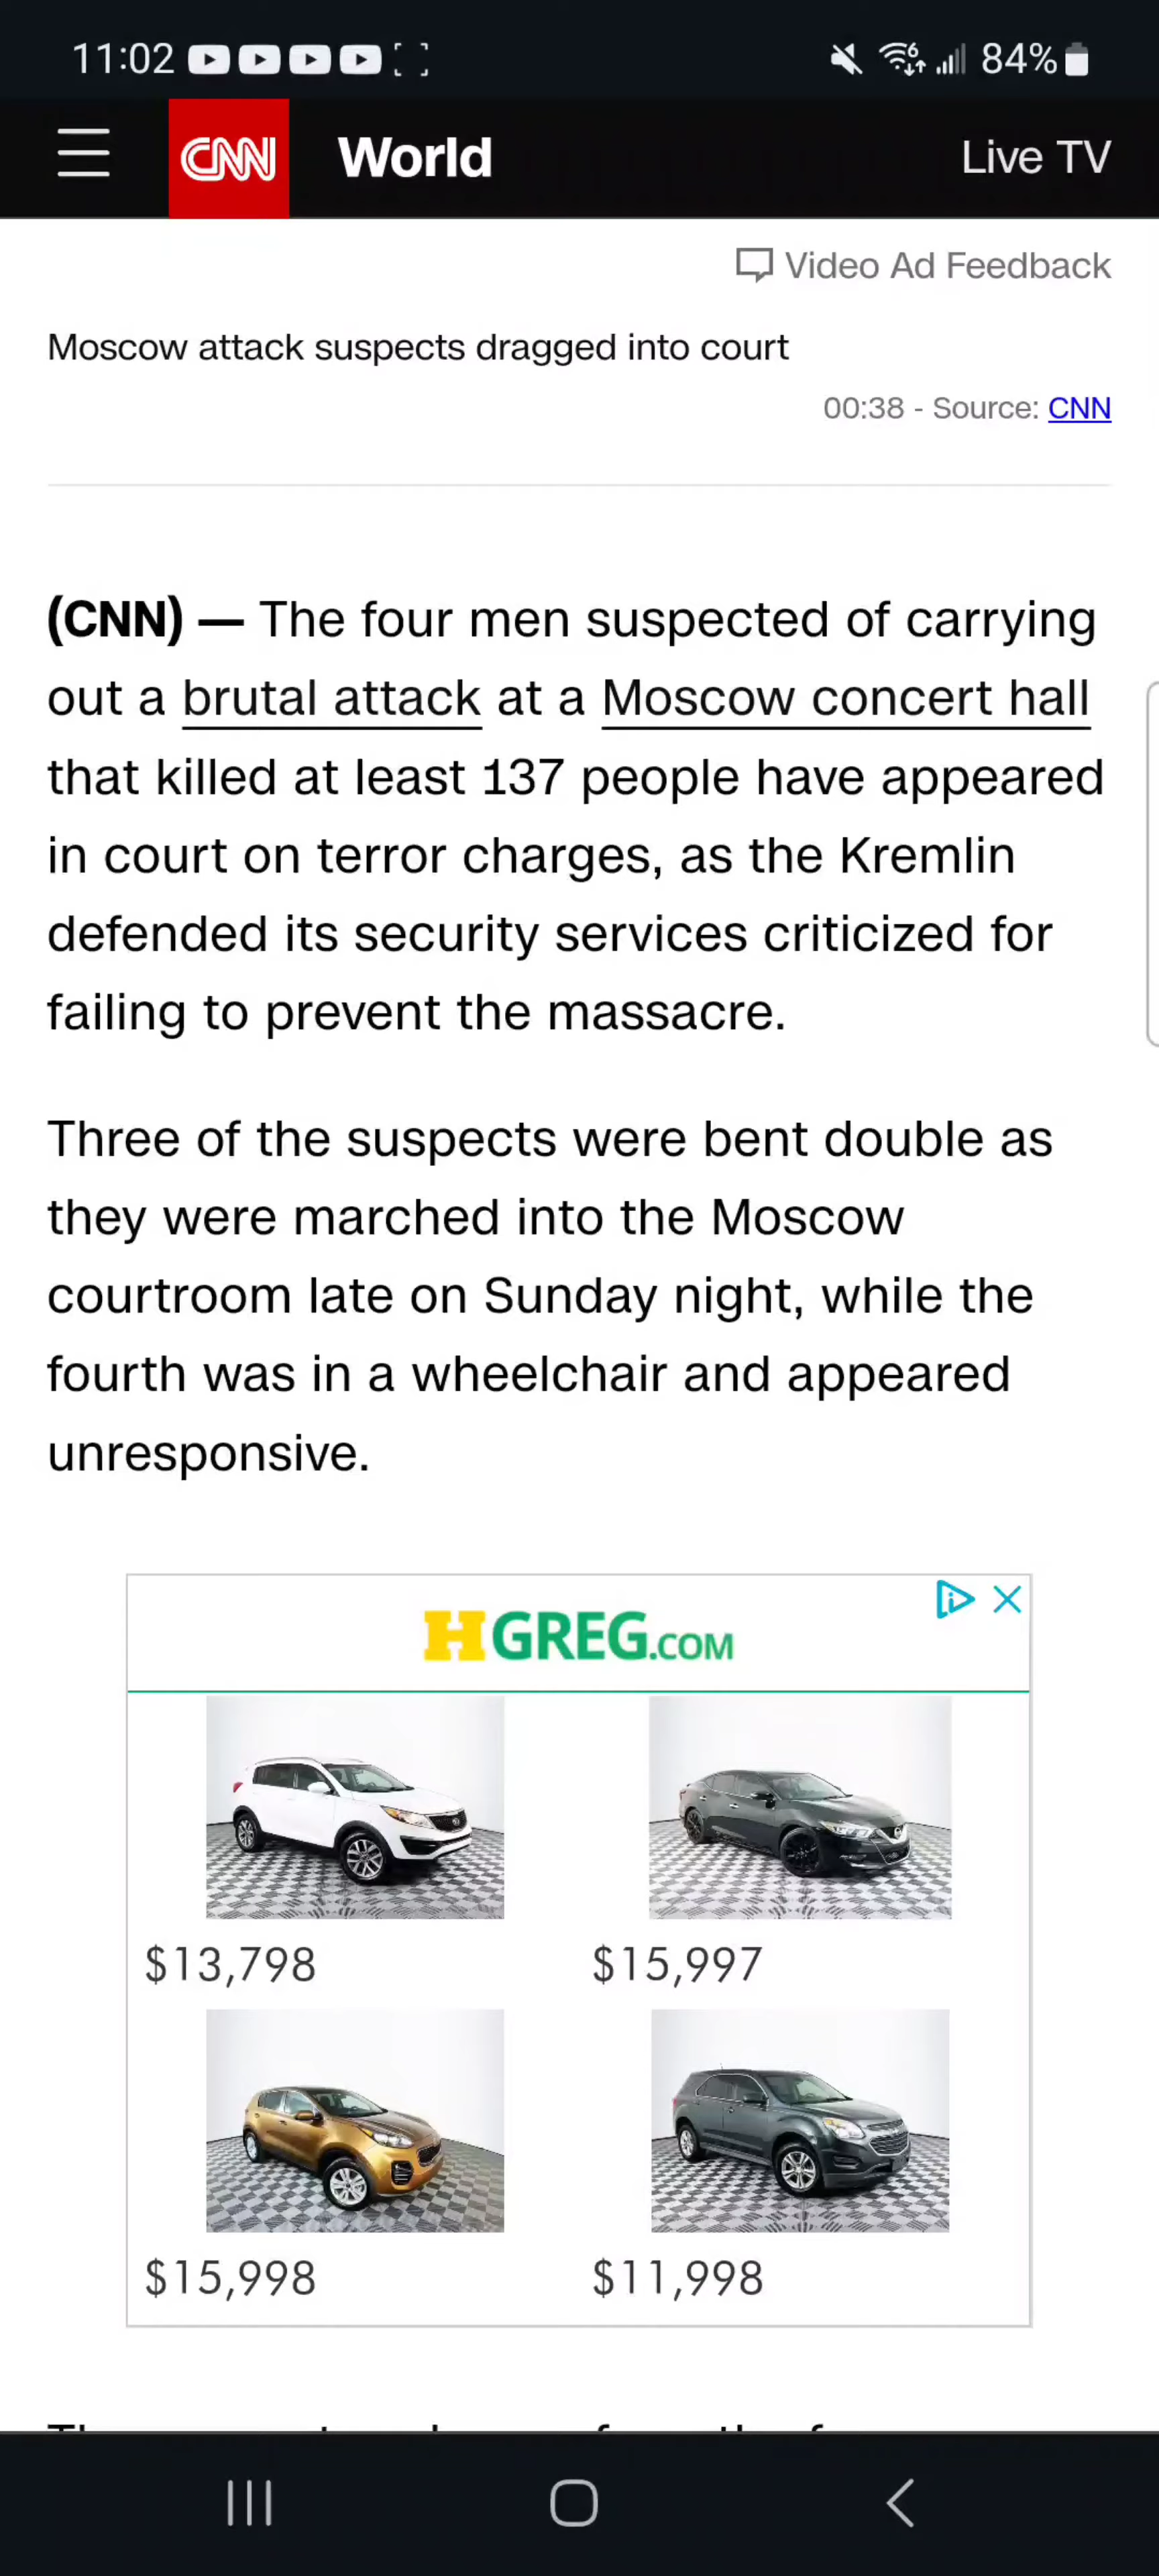 11:02
84%
CNN World Live TV
Video Ad Feedback
Moscow attack suspects dragged into court
00:38 - Source: CNN
(CNN) — The four men suspected of carrying
out a brutal attack at a Moscow concert hall
that killed at least 137 people have appeared
in court on terror charges, as the Kremlin
defended its security services criticized for
failing to prevent the massacre.
Three of the suspects were bent double as
they were marched into the Moscow
courtroom late on Sunday night, while the
fourth was in a wheelchair and appeared
unresponsive.
HGREG.COM
$13,798
$15,997
$15,998
$11,998